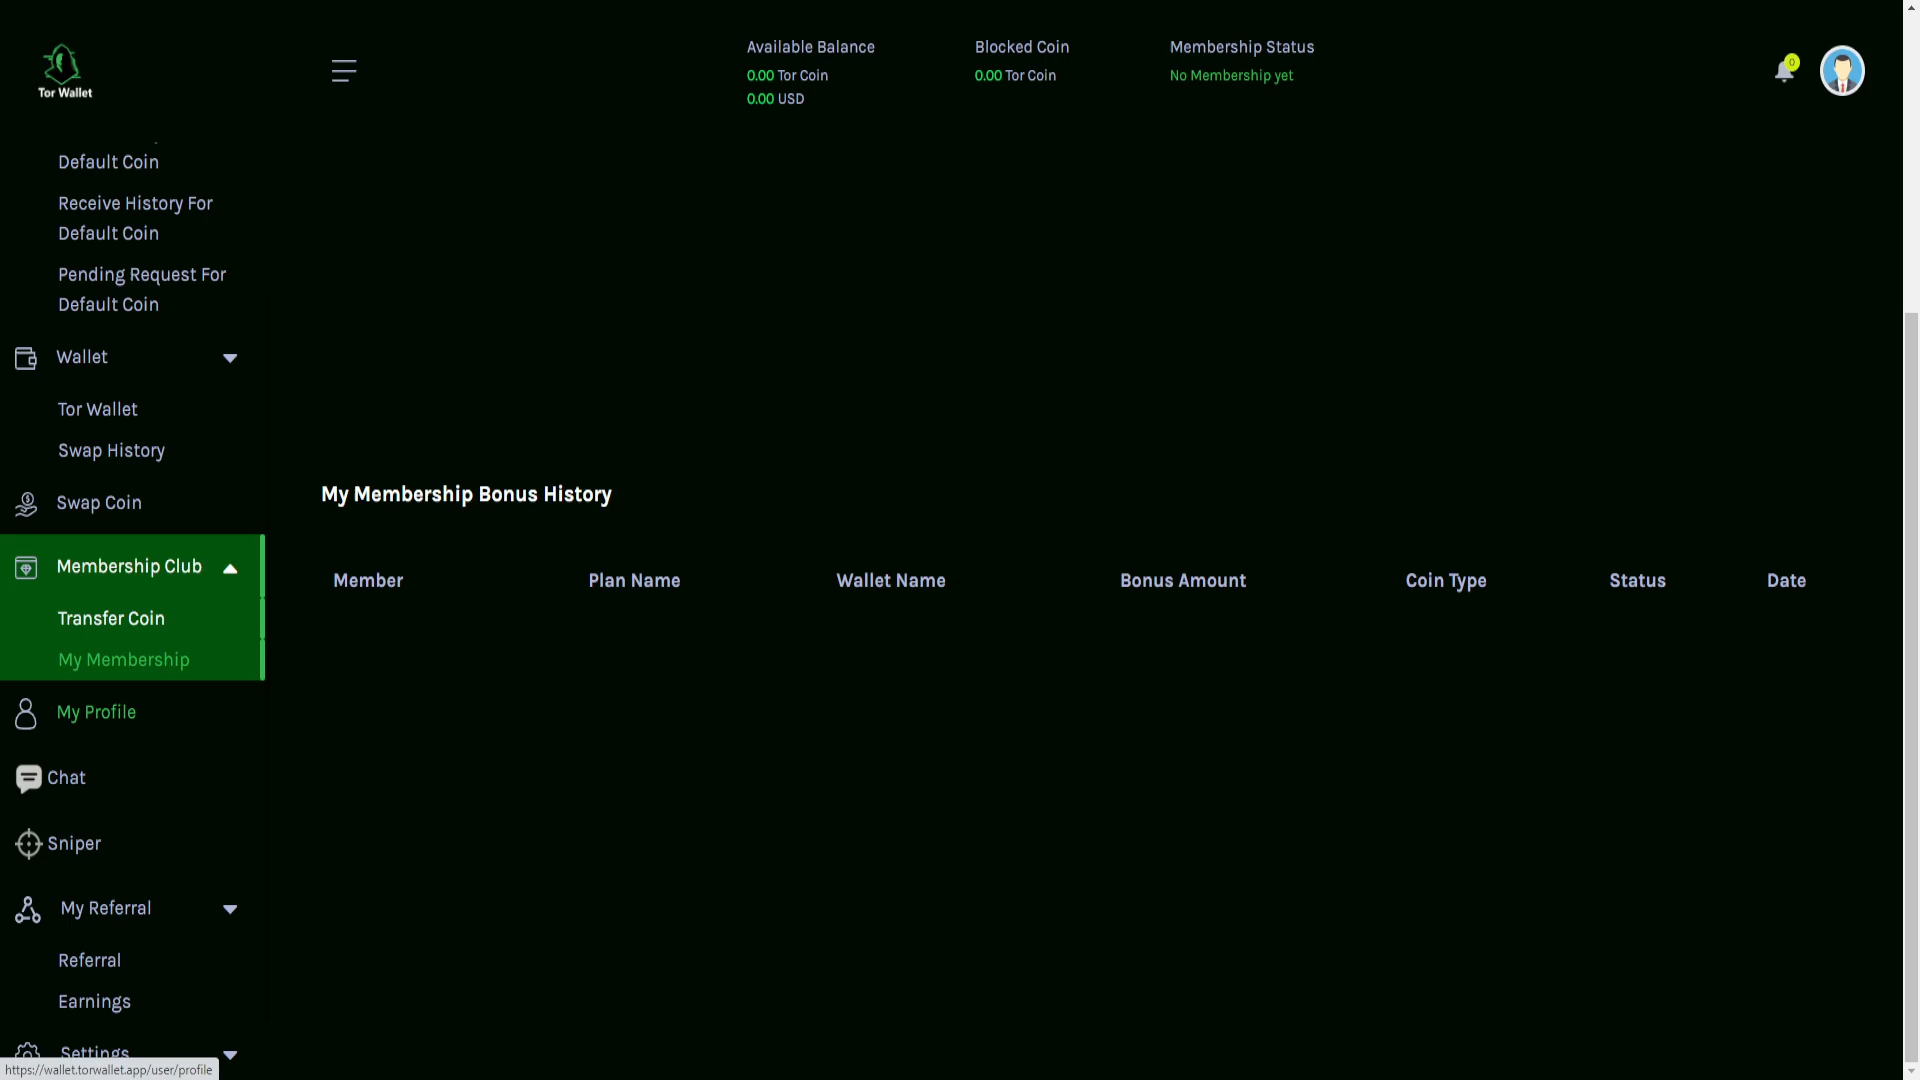 Tor Wallet
Available Balance
0.00 Tor Coin
0.00 USD
Blocked Coin
0.00 Tor Coin
Membership Status
No Membership yet
0
Default Coin
Receive History For
Default Coin
Pending Request For
Default Coin
Wallet
Tor Wallet
Swap History
Swap Coin
Membership Club
Transfer Coin
My Membership
My Profile
Chat
Sniper
My Referral
Referral
Earnings
Settings
My Membership Bonus History
Member Plan Name Wallet Name Bonus Amount Coin Type Status Date
https://wallet.torwallet.app/user/profile